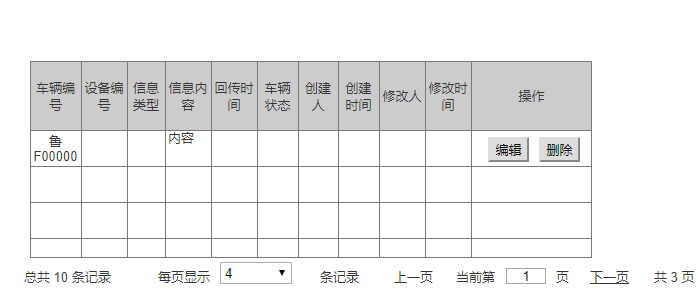 车辆编号 设备编号 信息类型 信息内容 回传时间 车辆状态 创建人 创建时间 修改人 修改时间 操作
鲁F00000 内容 编辑 删除
总共 10 条记录 每页显示 4 条记录 上一页 当前第 1 页 下一页 共 3 页